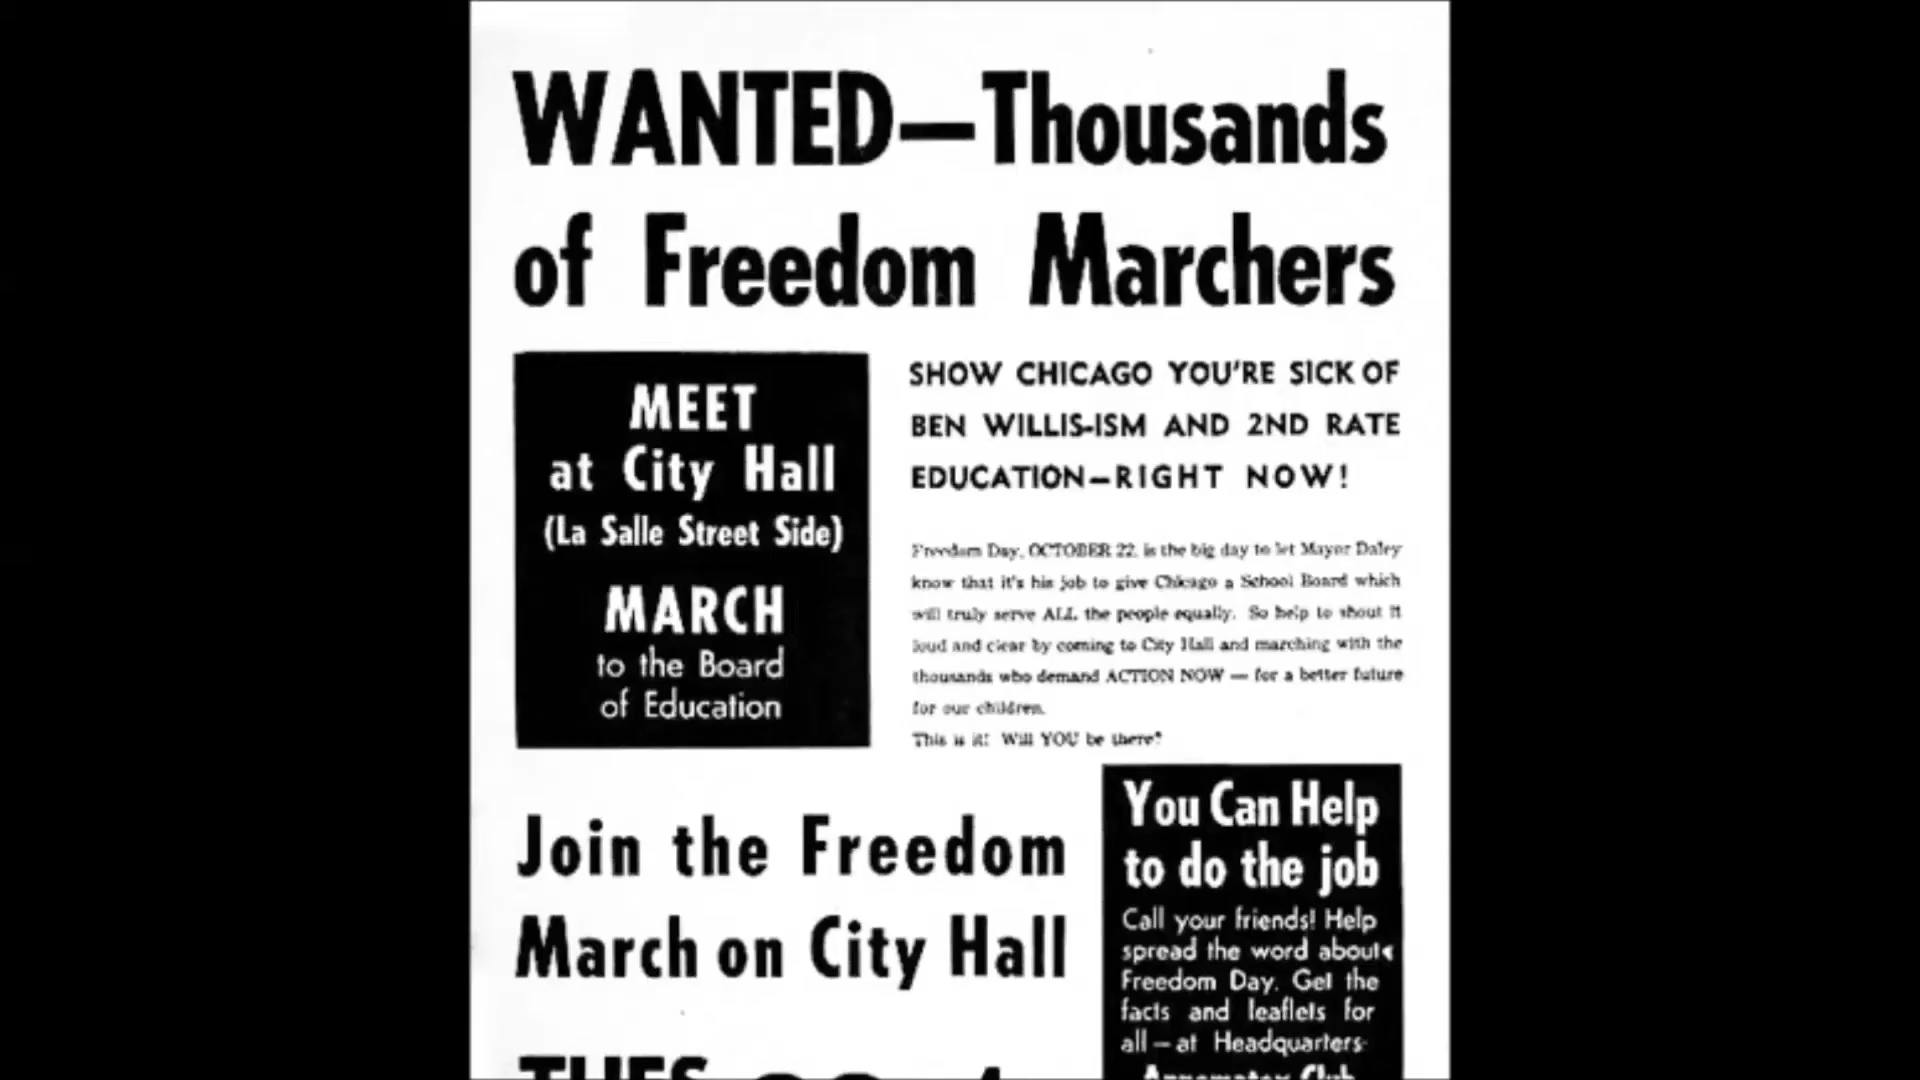 WANTED—Thousands
of Freedom Marchers
MEET
at City Hall
(La Salle Street Side)
MARCH
to the Board
of Education
SHOW CHICAGO YOU'RE SICK OF
BEN WILLIS-ISM AND 2ND RATE
EDUCATION—RIGHT NOW!
Freedom Day, OCTOBER 22, is the big day to let Mayor Daley
know that it's his job to give Chicago a School Board which
will truly serve ALL the people equally. So help to shout it
loud and clear by coming to City Hall and marching with the
thousands who demand ACTION NOW — for a better future
for our children.
This is it! Will YOU be there?
Join the Freedom
March on City Hall
You Can Help
to do the job
Call your friends! Help
spread the word about
Freedom Day. Get the
facts and leaflets for
all — at Headquarters
TUES